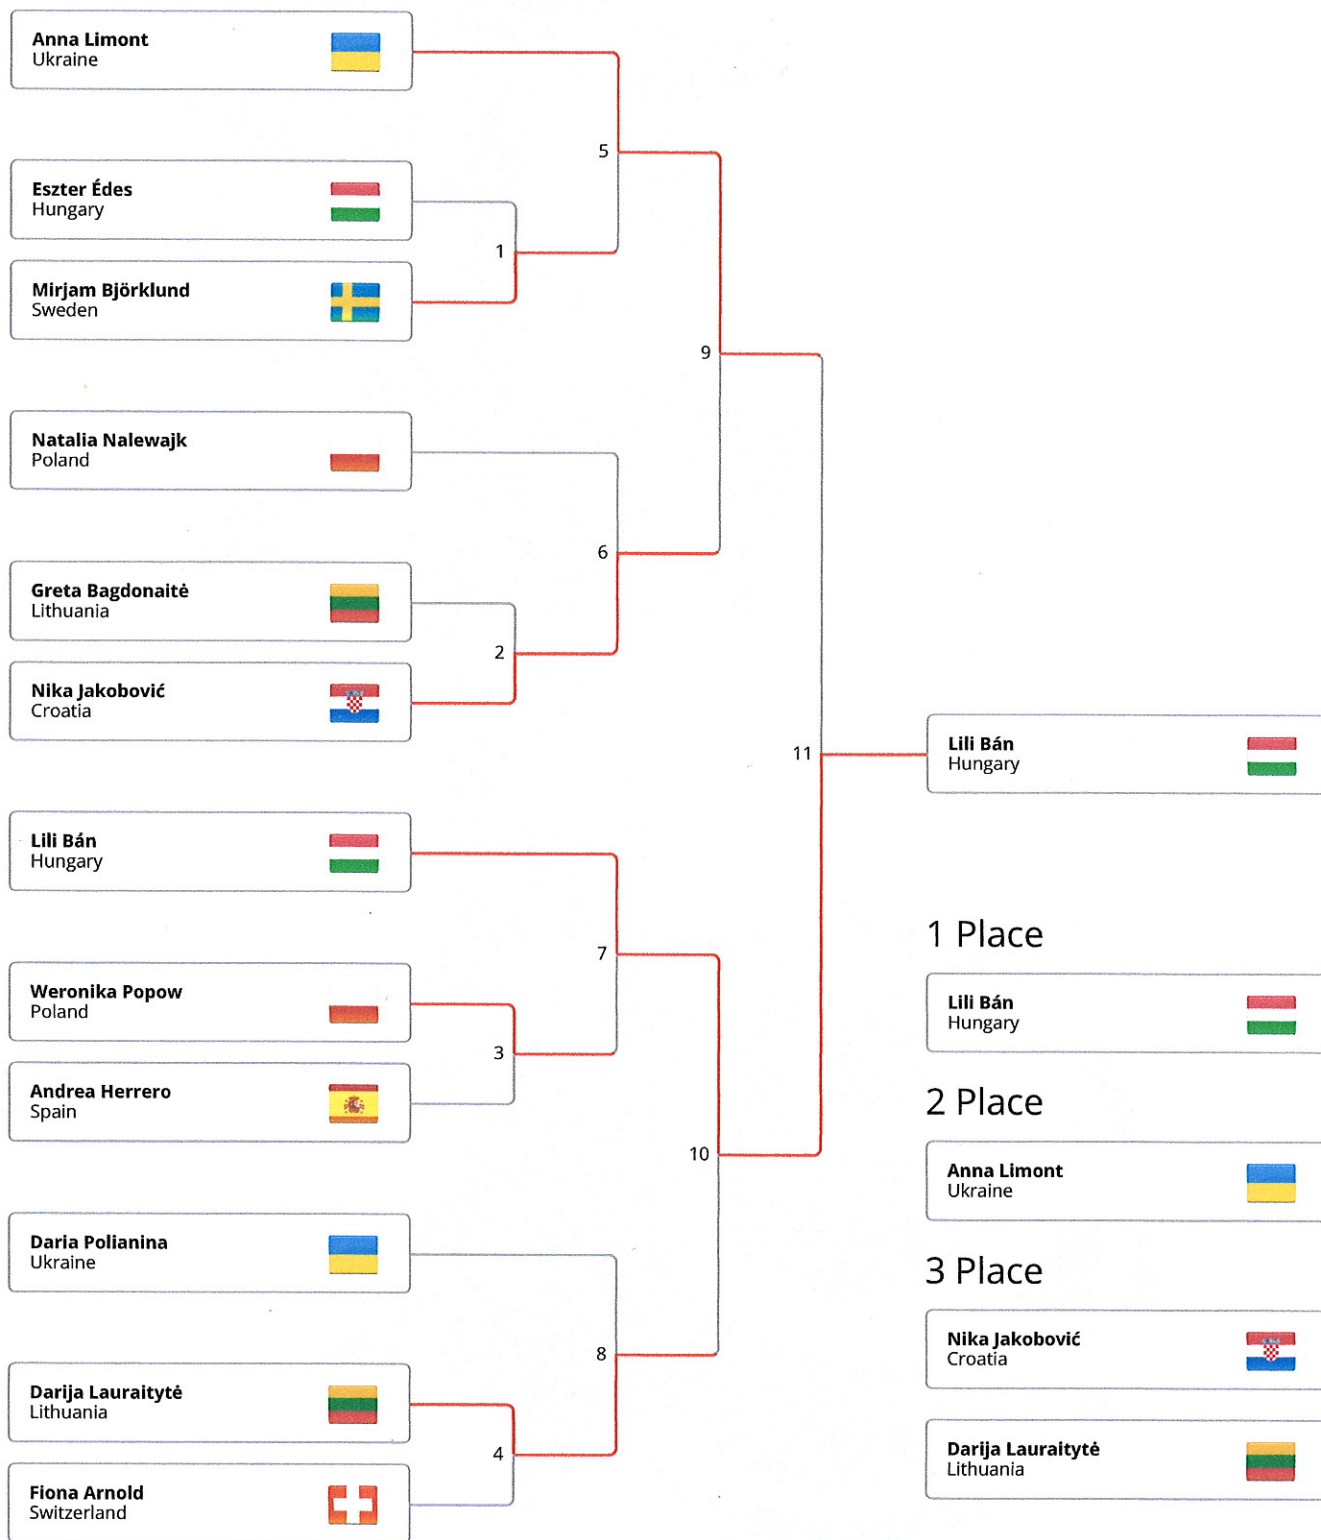 Anna Limont
Ukraine
5
Eszter Édes
Hungary
1
Mirjam Björklund
Sweden
9
Natalia Nalewajk
Poland
6
Greta Bagdonaitė
Lithuania
2
Nika Jakobović
Croatia
11
Lili Bán
Hungary
Lili Bán
Hungary
1 Place
7
Weronika Popow
Poland
Lili Bán
Hungary
3
Andrea Herrero
Spain
2 Place
10
Anna Limont
Ukraine
Daria Polianina
Ukraine
3 Place
8
Nika Jakobović
Croatia
Darija Lauraitytė
Lithuania
4
Darija Lauraitytė
Lithuania
Fiona Arnold
Switzerland